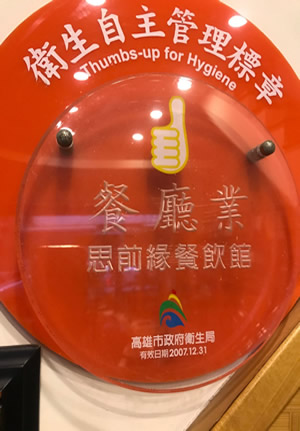 衛生自主管理標章
Thumbs-up for Hygiene
餐廳業
思前緣餐飲館
高雄市政府衛生局
有效日期2007.12.31